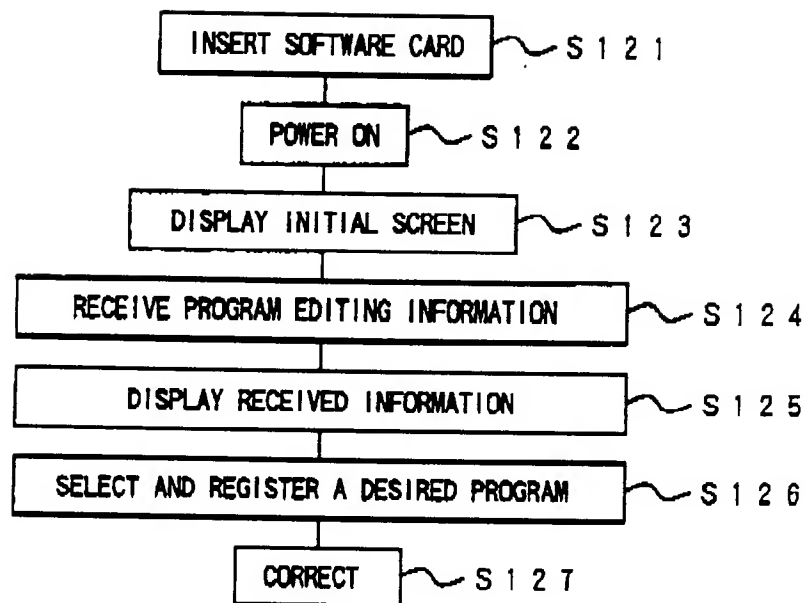 INSERT SOFTWARE CARD S121
POWER ON S122
DISPLAY INITIAL SCREEN S123
RECEIVE PROGRAM EDITING INFORMATION S124
DISPLAY RECEIVED INFORMATION S125
SELECT AND REGISTER A DESIRED PROGRAM S126
CORRECT S127